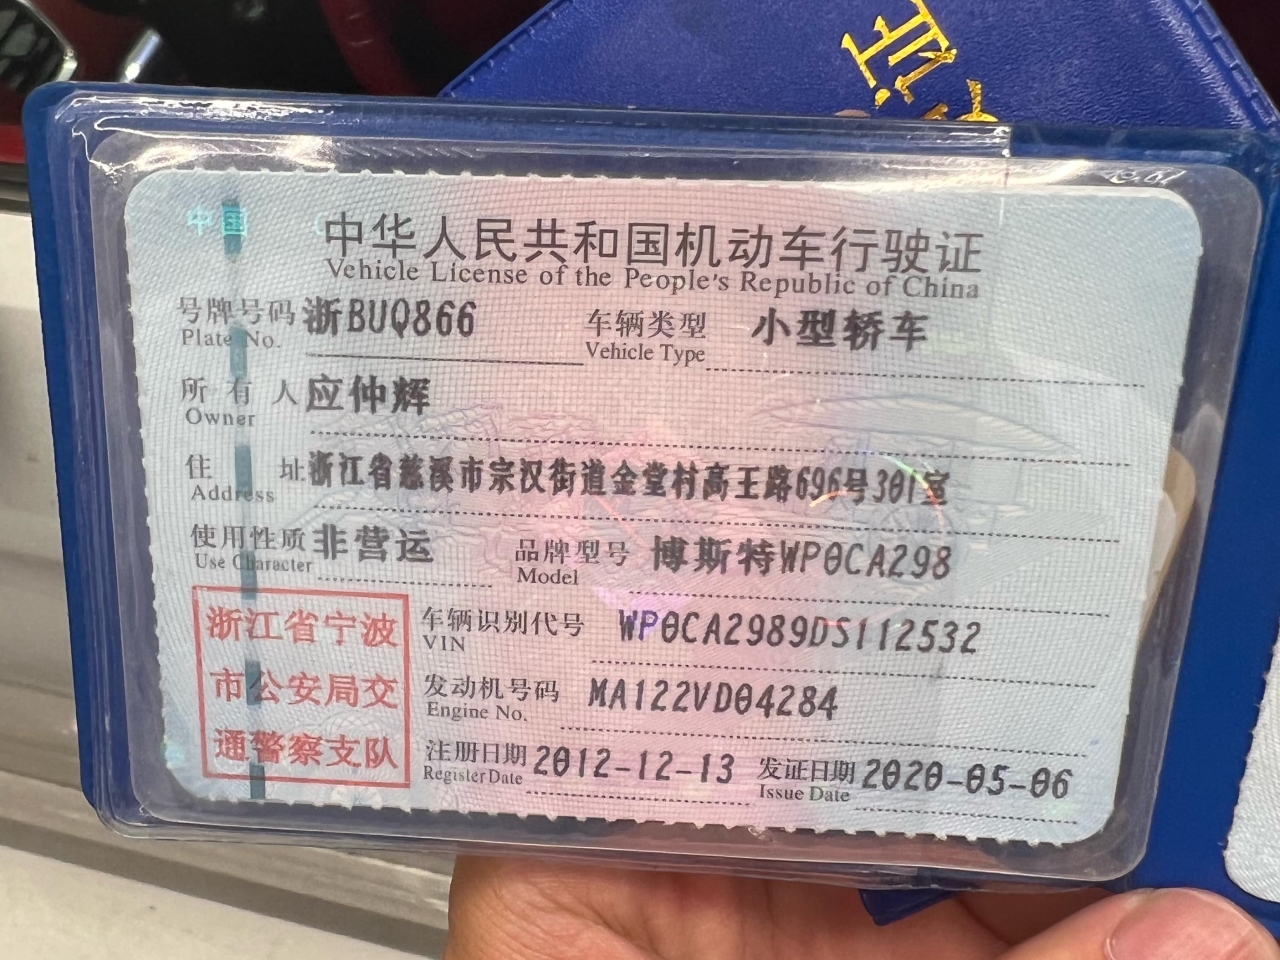 中国
中华人民共和国机动车行驶证
Vehicle License of the People's Republic of China
号牌号码 浙BUQ866 车辆类型 小型轿车
Plate No. Vehicle Type
所有人 应仲辉
Owner
住址 浙江省慈溪市宗汉街道金堂村高王路696号301室
Address
使用性质 非营运 品牌型号 博斯特WP0CA298
Use Character Model
浙江省宁波
市公安局交
通警察支队
车辆识别代号 WP0CA2989DS112532
VIN
发动机号码 MA122VD04284
Engine No.
注册日期 2012-12-13 发证日期 2020-05-06
Register Date Issue Date